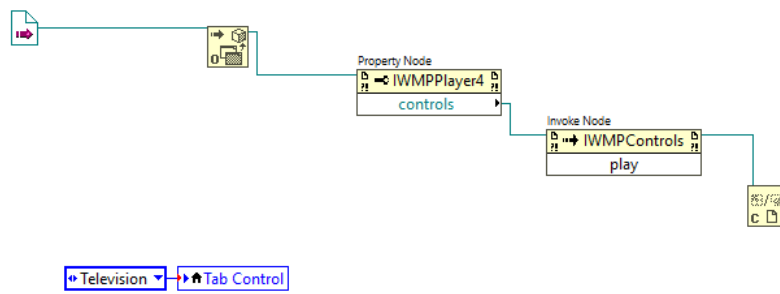 Property Node
IWMPPlayer4
controls
Invoke Node
IWMPControls
play
Television
Tab Control